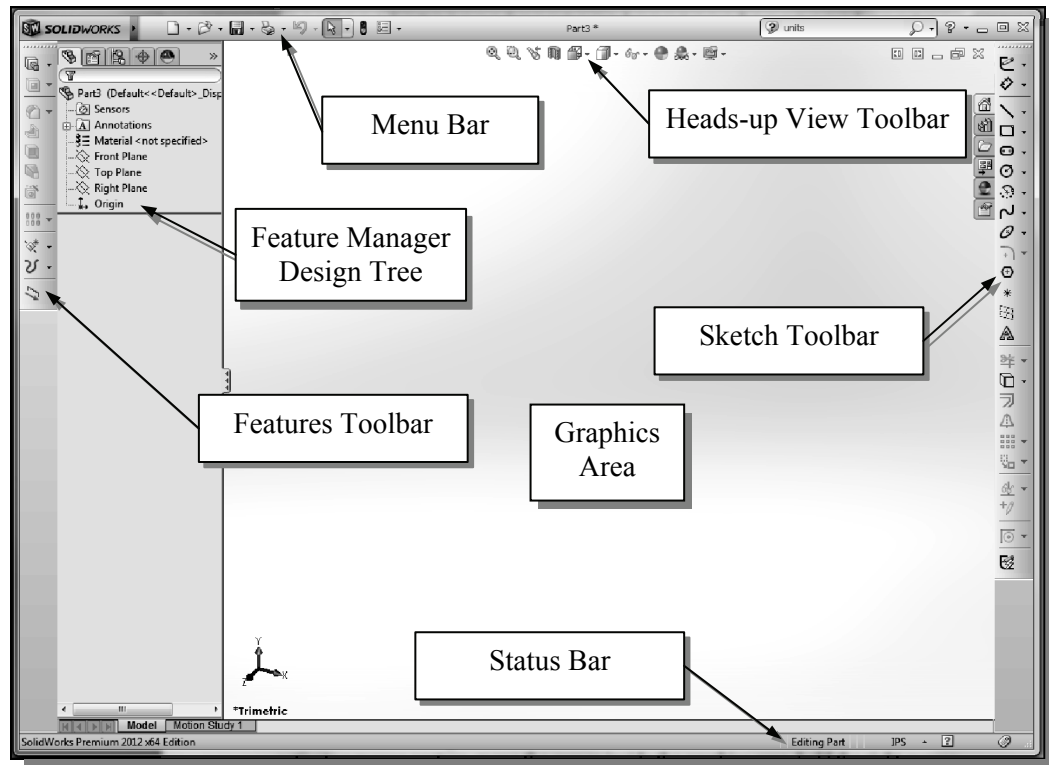 SOLIDWORKS
Part3 *
units
Part3 (Default<<Default>_Disp
Sensors
A Annotations
Material <not specified>
Front Plane
Top Plane
Right Plane
Origin
Menu Bar
Heads-up View Toolbar
Feature Manager
Design Tree
Sketch Toolbar
Features Toolbar
Graphics
Area
Status Bar
Y
X
Z
*Trimetric
Model
Motion Study 1
SolidWorks Premium 2012 x64 Edition
Editing Part
IPS